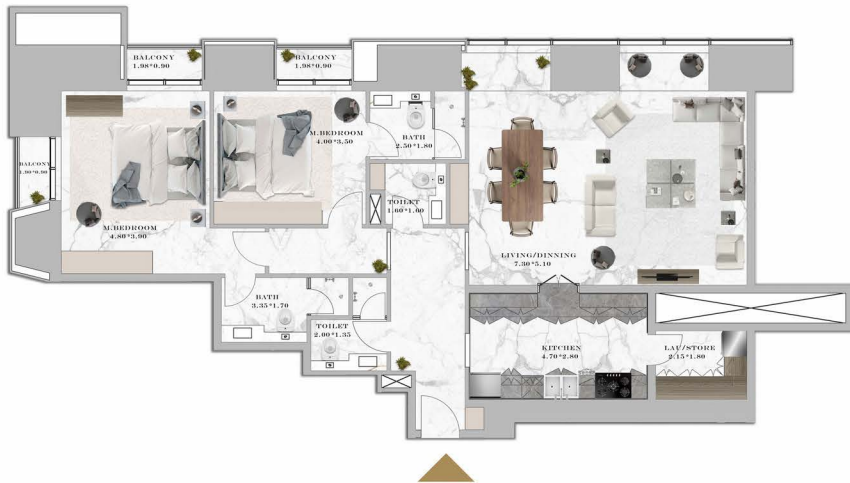 BALCONY
1.98*0.90
BALCONY
1.98*0.90
M.BEDROOM
4.00*3.50
BATH
2.50*1.80
BALCONY
1.90*0.90
TOILET
1.60*1.60
M.BEDROOM
4.80*3.90
LIVING/DINNING
7.30*5.10
BATH
3.35*1.70
TOILET
2.00*1.35
KITCHEN
4.70*2.80
LAU/STORE
2.15*1.80